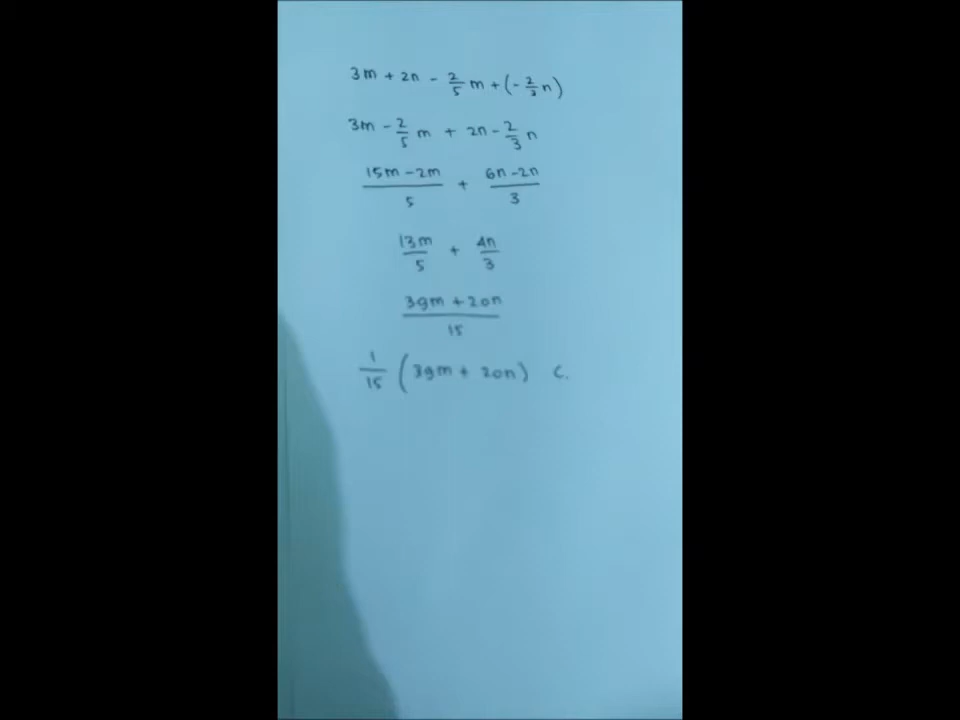 3m + 2n - 2/5 m + (- 2/3 n)
3m - 2/5 m + 2n - 2/3 n
15m - 2m / 5 + 6n - 2n / 3
13m / 5 + 4n / 3
39m + 20n / 15
1/15 (39m + 20n) C.